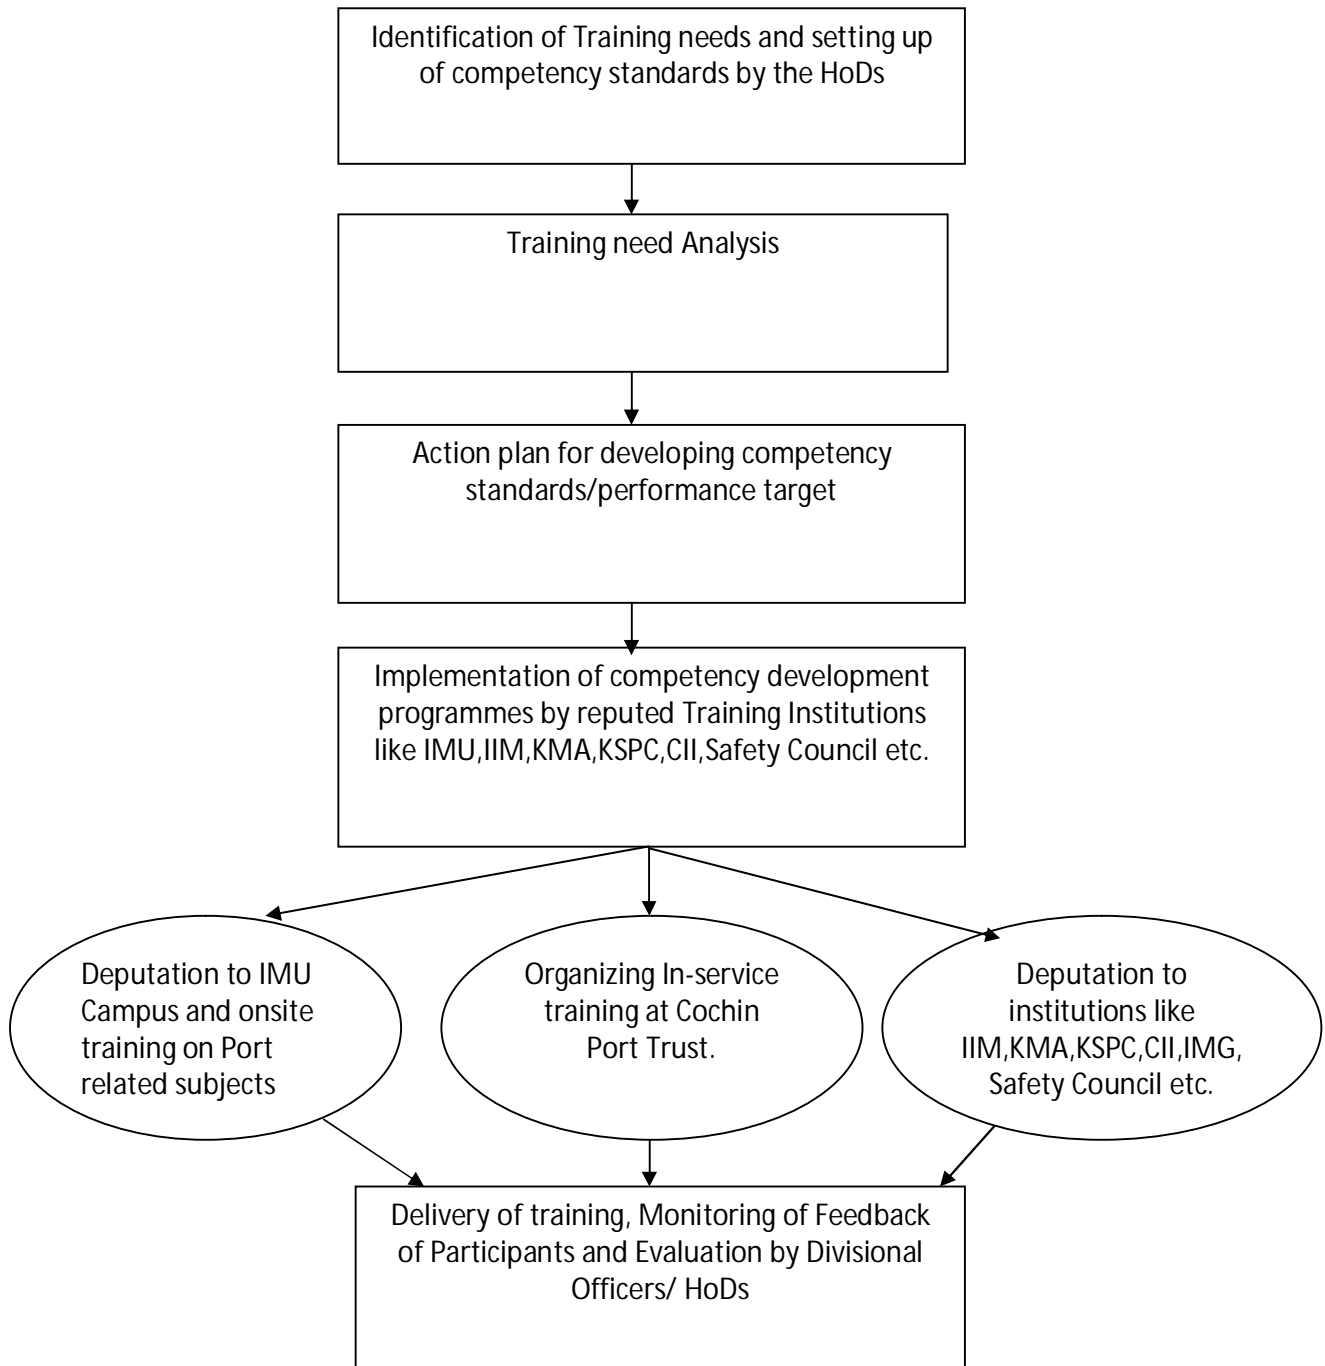 Identification of Training needs and setting up
of competency standards by the HoDs
Training need Analysis
Action plan for developing competency
standards/performance target
Implementation of competency development
programmes by reputed Training Institutions
like IMU,IIM,KMA,KSPC,CII,Safety Council etc.
Deputation to IMU
Campus and onsite
training on Port
related subjects
Organizing In-service
training at Cochin
Port Trust.
Deputation to
institutions like
IIM,KMA,KSPC,CII,IMG,
Safety Council etc.
Delivery of training, Monitoring of Feedback
of Participants and Evaluation by Divisional
Officers/ HoDs